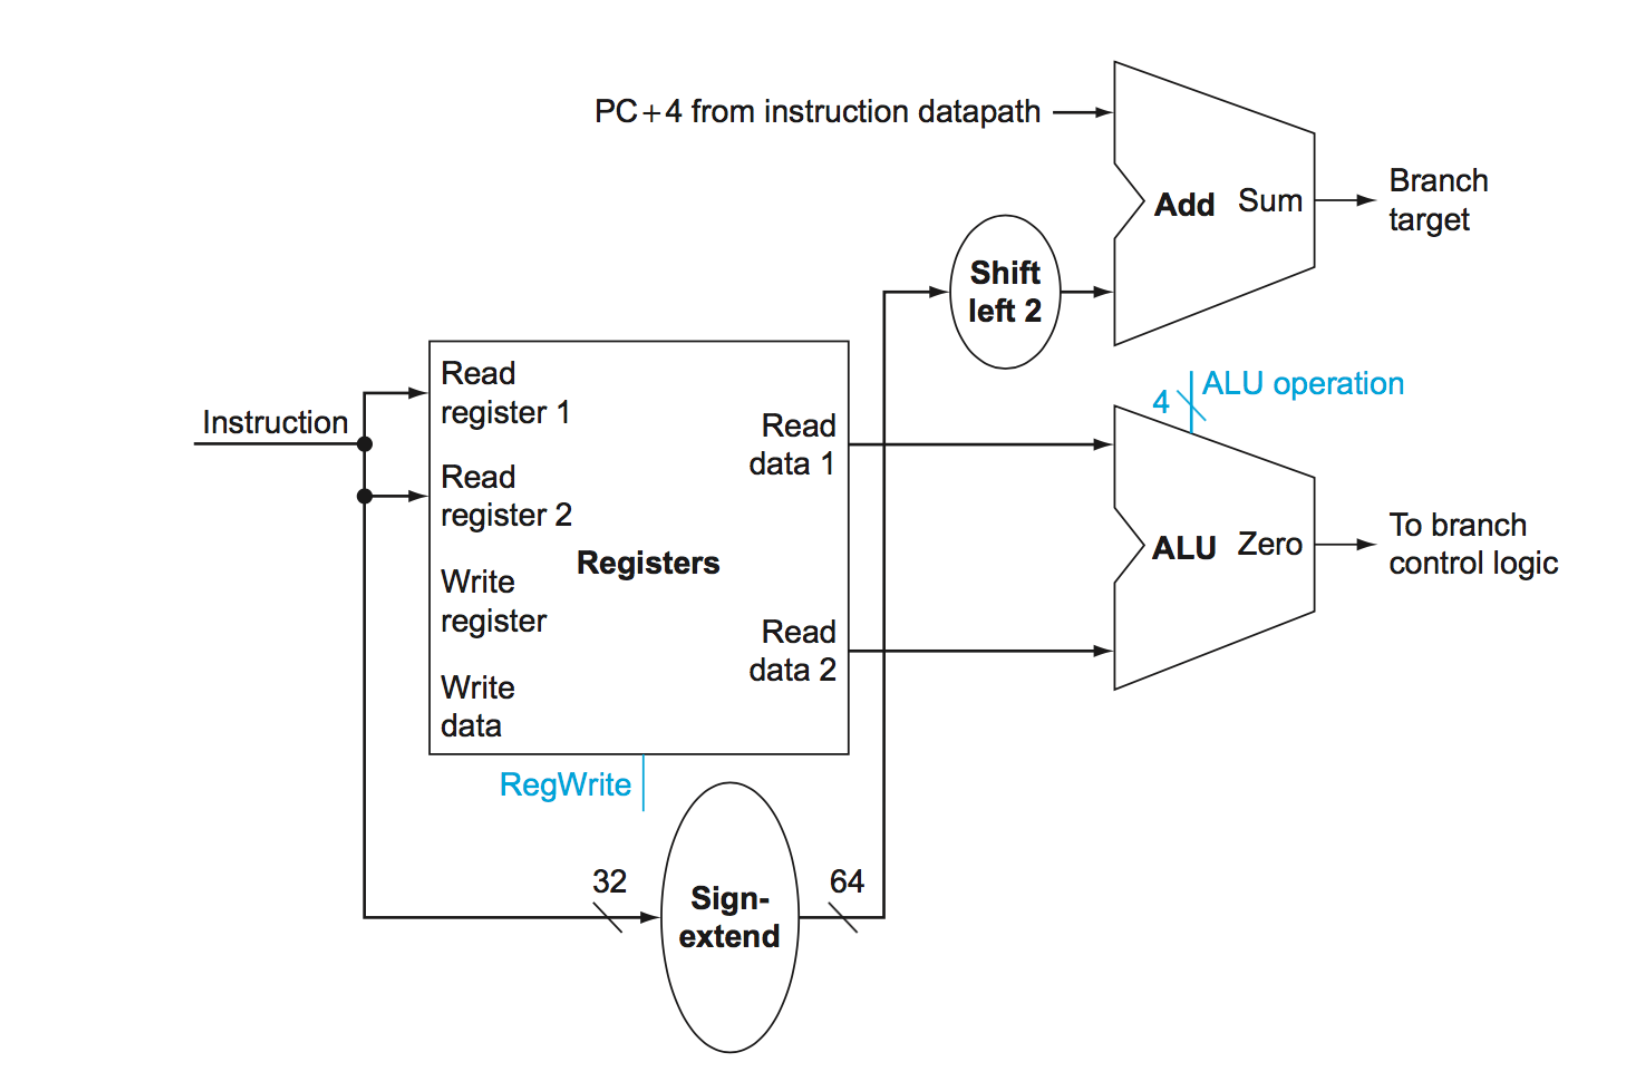 PC+4 from instruction datapath
Add Sum
Branch
target
Shift
left 2
ALU operation
4
Instruction
Read
register 1
Read
data 1
Read
register 2
Registers
Write
register
Read
data 2
Write
data
ALU Zero
To branch
control logic
RegWrite
32
Sign-
extend
64